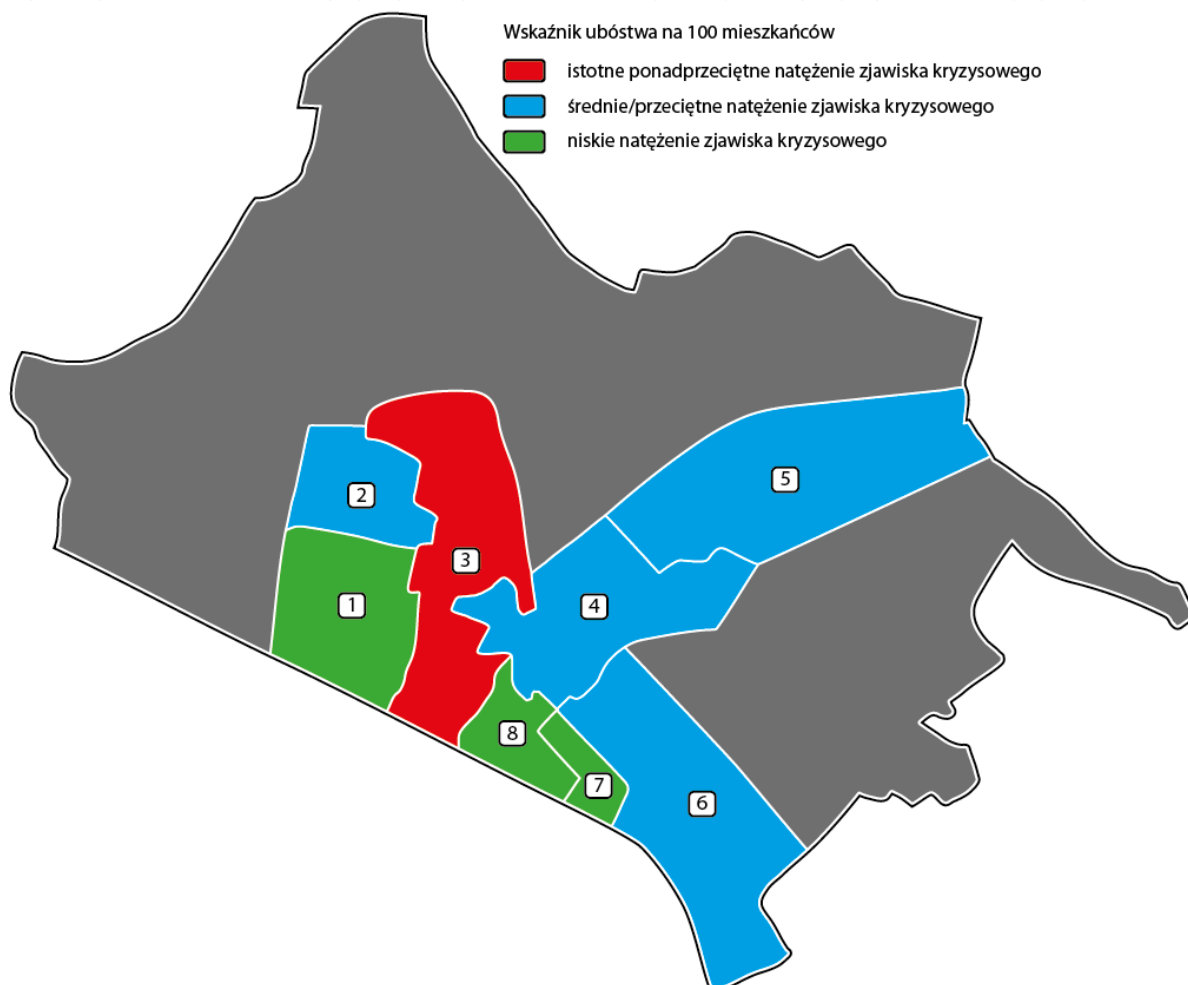 Wskaźnik ubóstwa na 100 mieszkańców
istotne ponadprzeciętne natężenie zjawiska kryzysowego
średnie/przeciętne natężenie zjawiska kryzysowego
niskie natężenie zjawiska kryzysowego
5
2
3
1
4
8
7
6